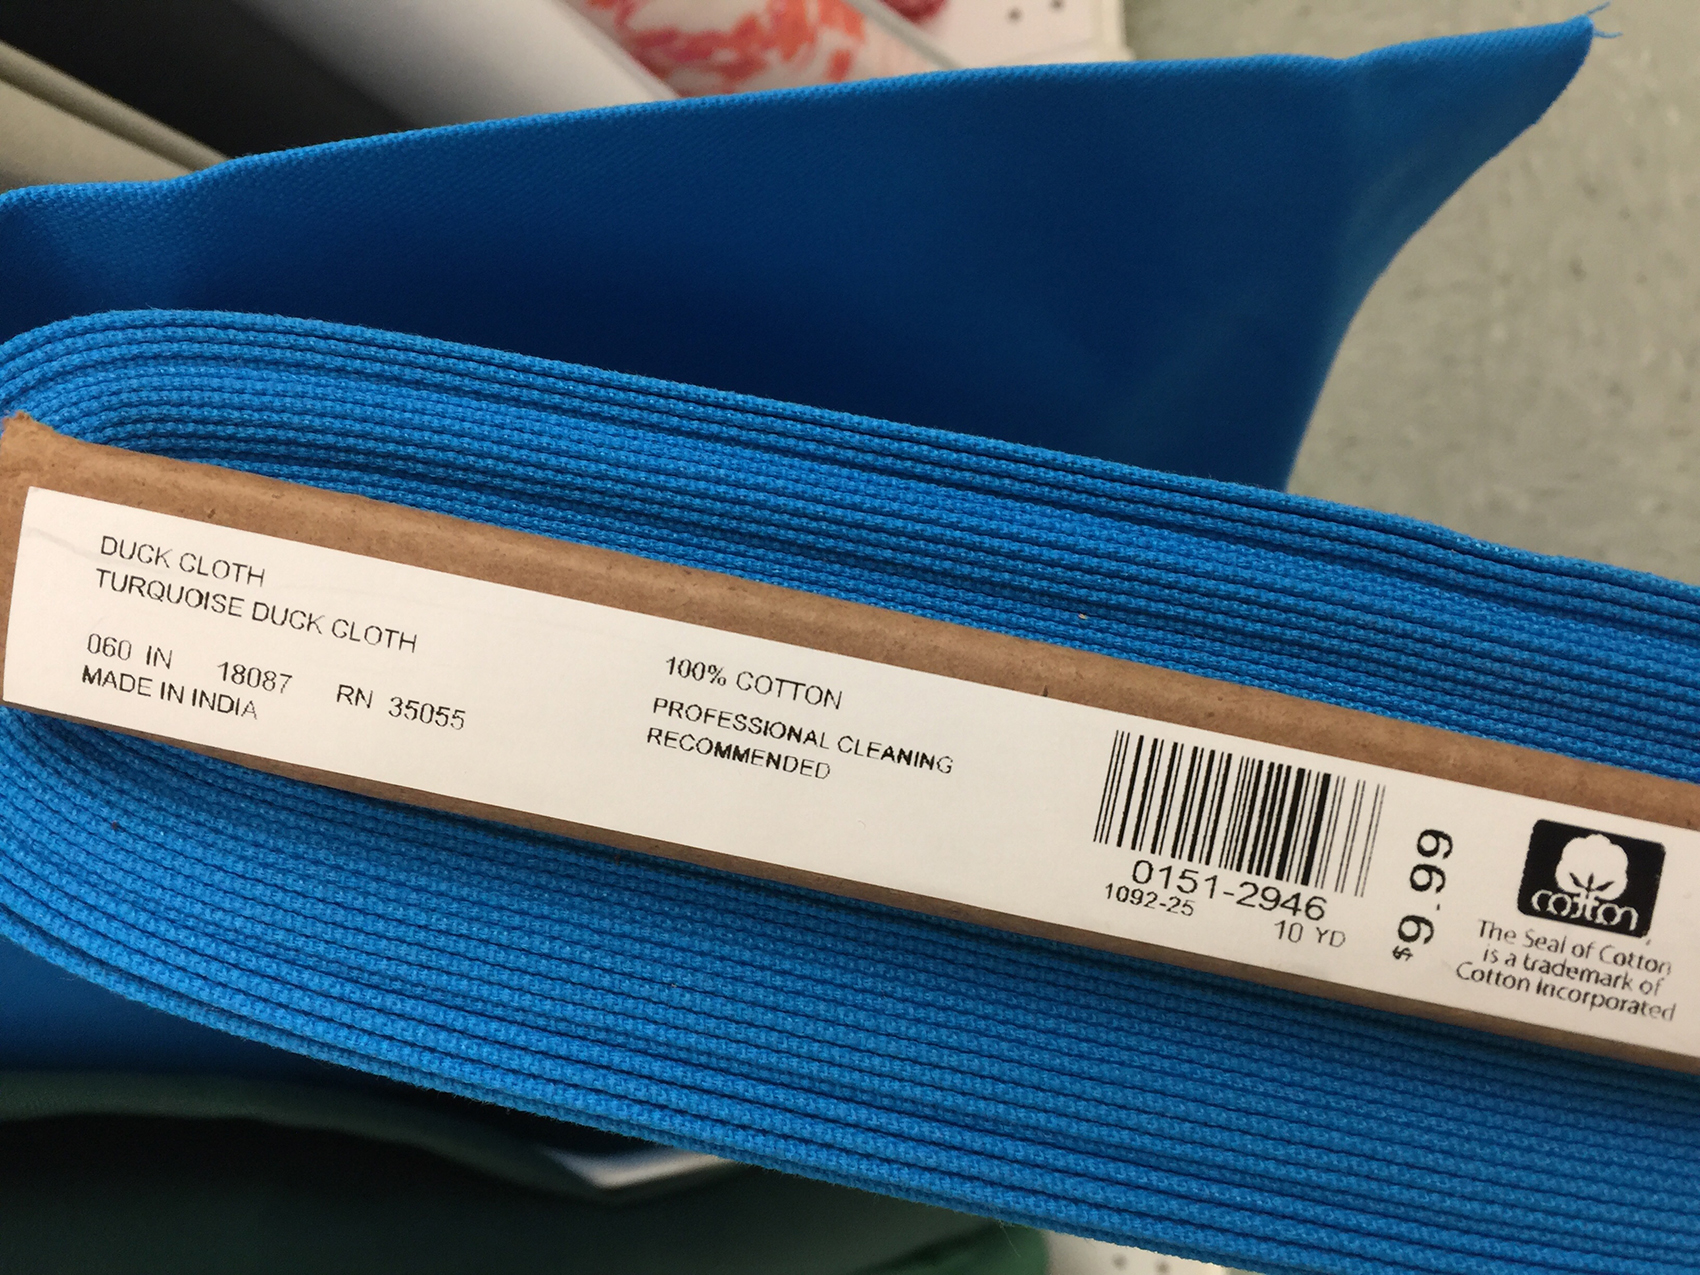 DUCK CLOTH
TURQUOISE DUCK CLOTH
060 IN 18087 RN 35055
MADE IN INDIA
100% COTTON
PROFESSIONAL CLEANING
RECOMMENDED
0151-2946
1092-25
10 YD
$9.99
cotton
The Seal of Cotton
is a trademark of
Cotton Incorporated